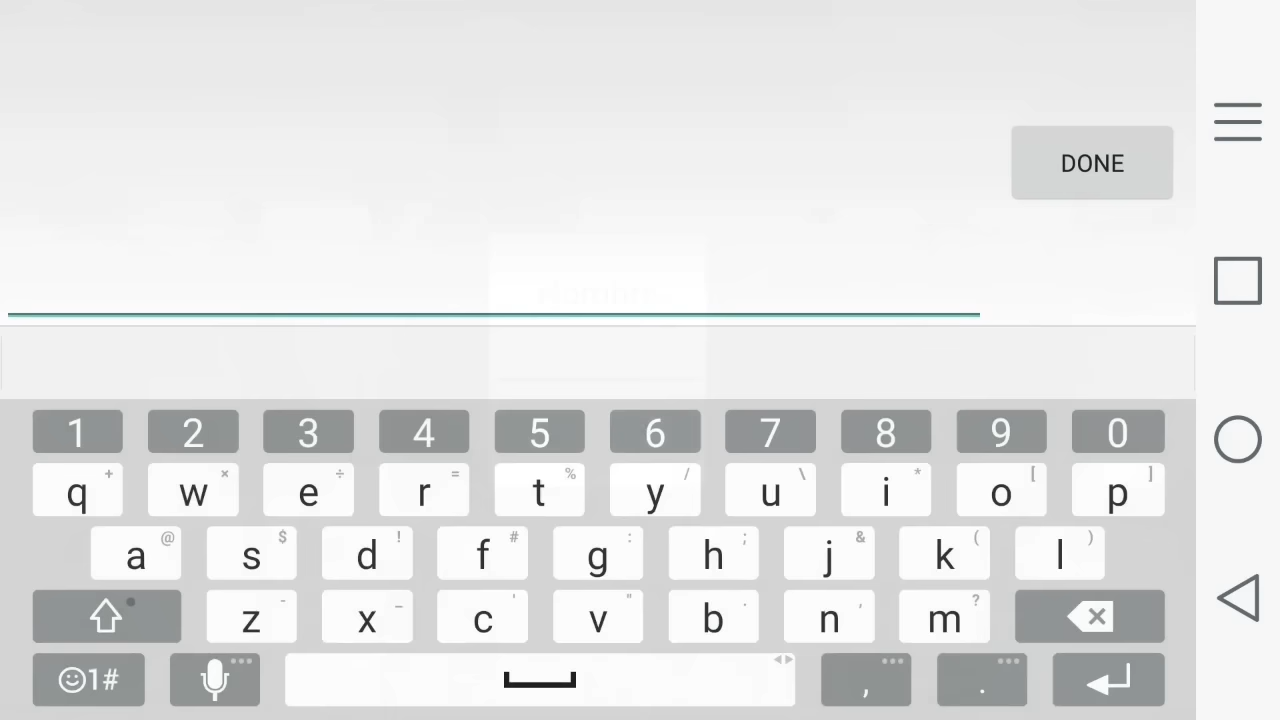 DONE
1 2 3 4 5 6 7 8 9 0
q + w × e ÷ r = t % y / u \ i * o [ p ]
a @ s $ d ! f # g : h ; j & k ( l )
z - x _ c ' v " b . n , m ?
1# , .